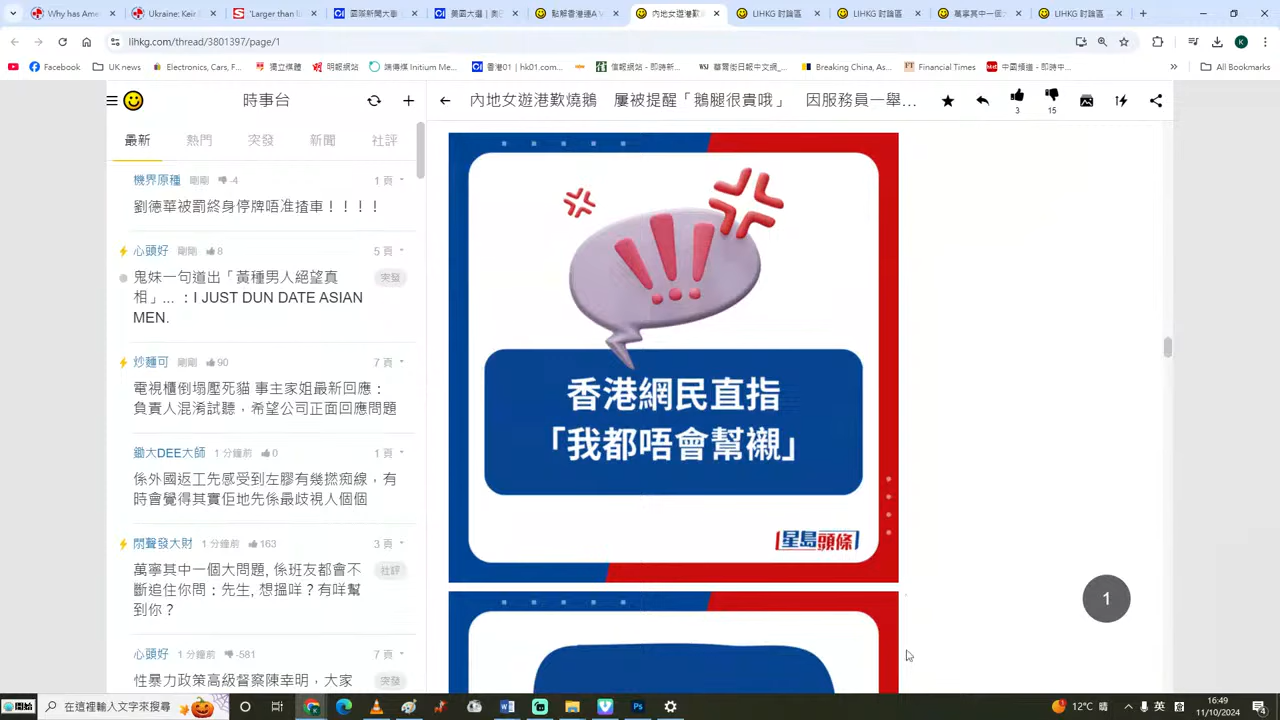 Ukraine
American
'Larger than
國際新聞大事
點解香港連A
內地女遊港歎
LIHKG 討論區
LIHKG 討論區
萬寧其中一個
LIHKG 討論區
lihkg.com/thread/3801397/page/1
Facebook
UK news
Electronics, Cars, F...
獨立媒體
明報網站
端傳媒 Initium Me...
香港01 | hk01.com...
信報網站 - 即時新...
華爾街日報中文網_...
Breaking China, As...
Financial Times
中國頻道 - 即時中...
All Bookmarks
時事台
內地女遊港歎燒鵝 屢被提醒「鵝腿很貴哦」 因服務員一舉...
3
15
最新
熱門
突發
新聞
社評
機界原種 剛剛 -4
1 頁
劉德華被罰終身停牌唔准揸車！！！！
心頭好 剛剛 8
5 頁
鬼妹一句道出「黃種男人絕望真
相」... ：I JUST DUN DATE ASIAN
MEN.
突發
炒麵可 剛剛 90
7 頁
電視櫃倒塌壓死貓 事主家姐最新回應：
負責人混淆試聽，希望公司正面回應問題
鋤大DEE大師 1 分鐘前 0
1 頁
係外國返工先感受到左膠有幾撚痴線，有
時會覺得其實佢地先係最歧視人個個
悶聲發大財 1 分鐘前 163
3 頁
萬寧其中一個大問題, 係班友都會不
斷追住你問：先生, 想搵咩？有咩幫
到你？
社評
心頭好 1 分鐘前 -581
7 頁
性暴力政策高級督察陳幸明，大家
突發
香港網民直指
「我都唔會幫襯」
星島頭條
1
開始
在這裡輸入文字來搜尋
12°C 晴
英
16:49
11/10/2024